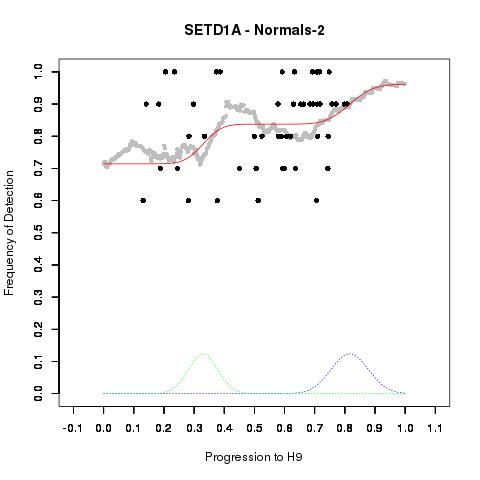 SETD1A - Normals-2
Frequency of Detection
1.0
0.9
0.8
0.7
0.6
0.5
0.4
0.3
0.2
0.1
0.0
-0.1 0.0 0.1 0.2 0.3 0.4 0.5 0.6 0.7 0.8 0.9 1.0 1.1
Progression to H9